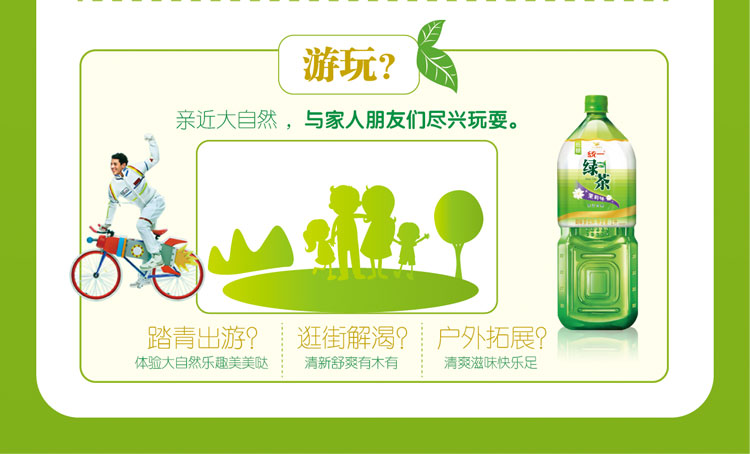 游玩？
亲近大自然，与家人朋友们尽兴玩耍。
统一
绿茶
茉莉味
踏青出游？ 逛街解渴？ 户外拓展？
体验大自然乐趣美美哒 清新舒爽有木有 清爽滋味快乐足